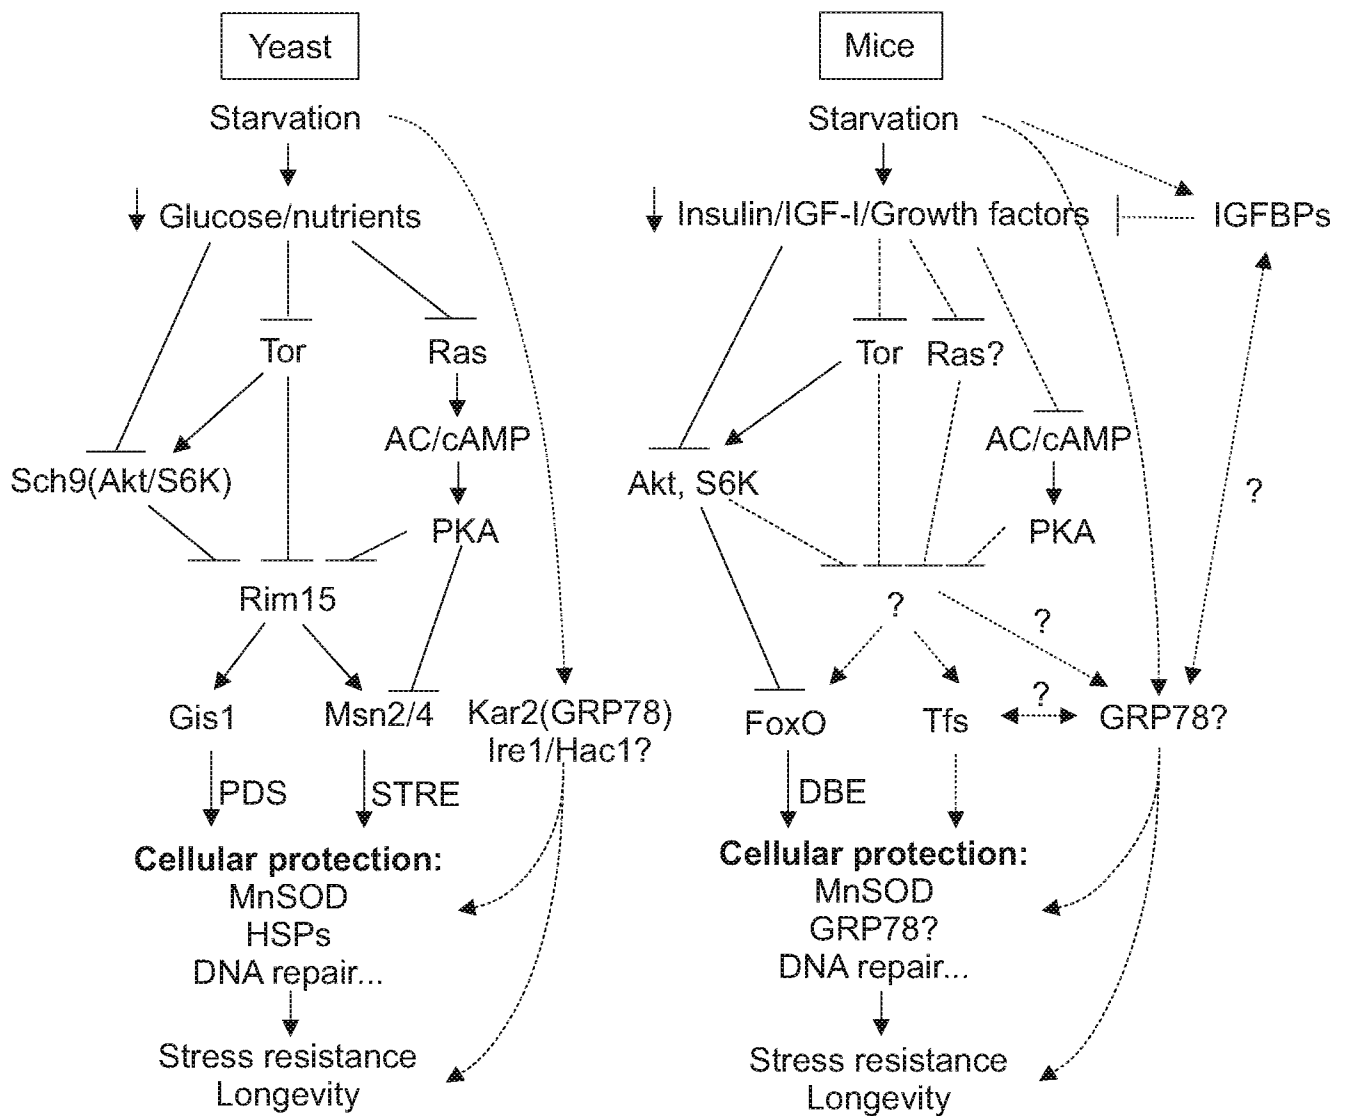 Yeast
Starvation
Glucose/nutrients
Tor
Ras
AC/cAMP
Sch9(Akt/S6K)
PKA
Rim15
Gis1
Msn2/4
Kar2(GRP78)
Ire1/Hac1?
PDS
STRE
Cellular protection:
MnSOD
HSPs
DNA repair...
Stress resistance
Longevity
Mice
Starvation
Insulin/IGF-I/Growth factors
IGFBPs
Tor
Ras?
AC/cAMP
Akt, S6K
?
PKA
?
?
FoxO
Tfs
?
GRP78?
DBE
Cellular protection:
MnSOD
GRP78?
DNA repair...
Stress resistance
Longevity